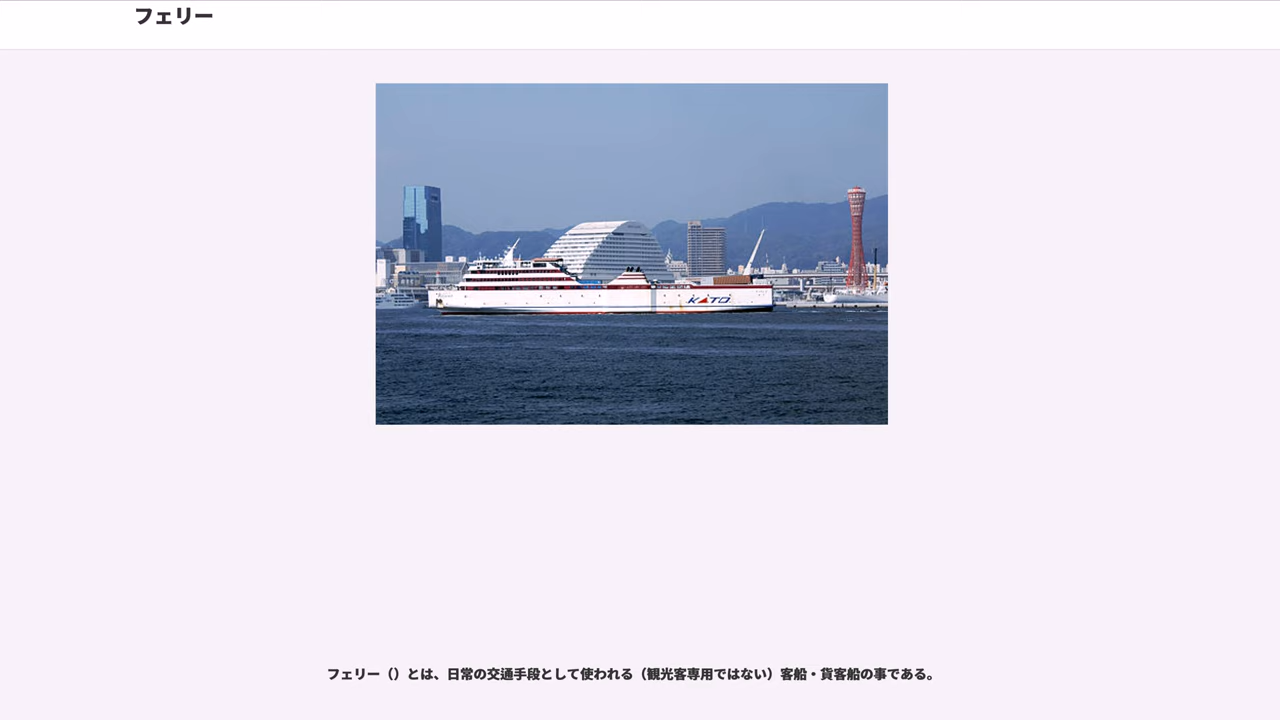 フェリー
KATO
フェリー（）とは、日常の交通手段として使われる（観光客専用ではない）客船・貨客船の事である。